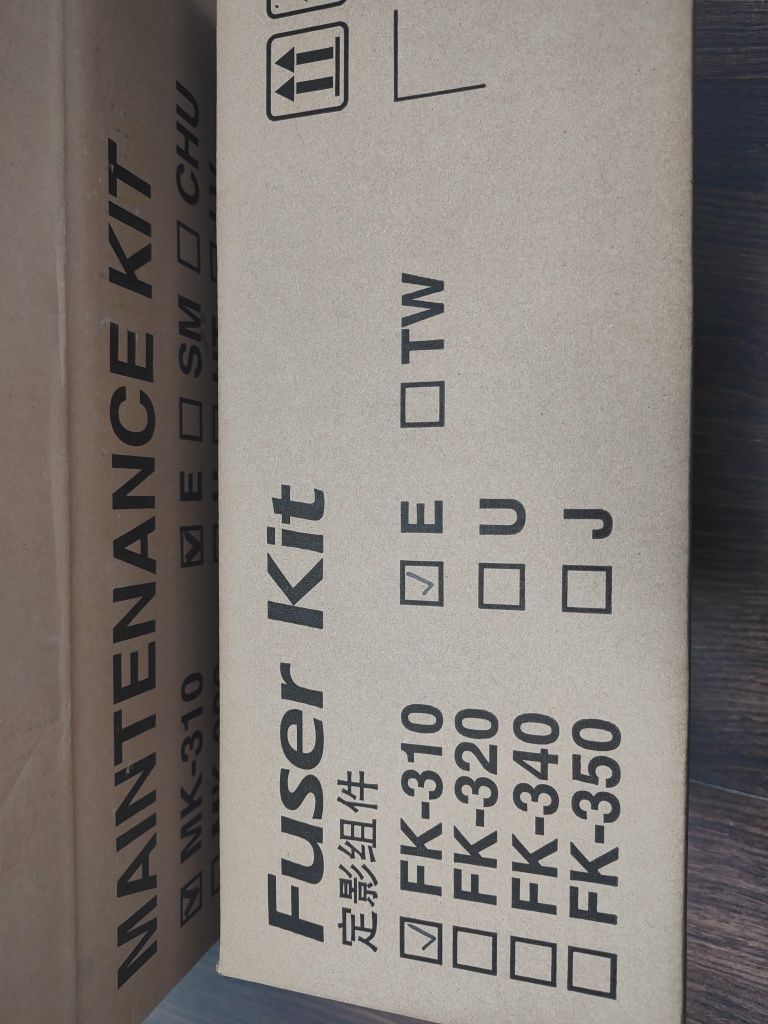 MAINTENANCE KIT
☑ MK-310 ☑ E ☐ SM ☐ CHU
Fuser Kit
定影组件
☑ FK-310 ☑ E ☐ TW
☐ FK-320 ☐ U
☐ FK-340
☐ FK-350 ☐ J